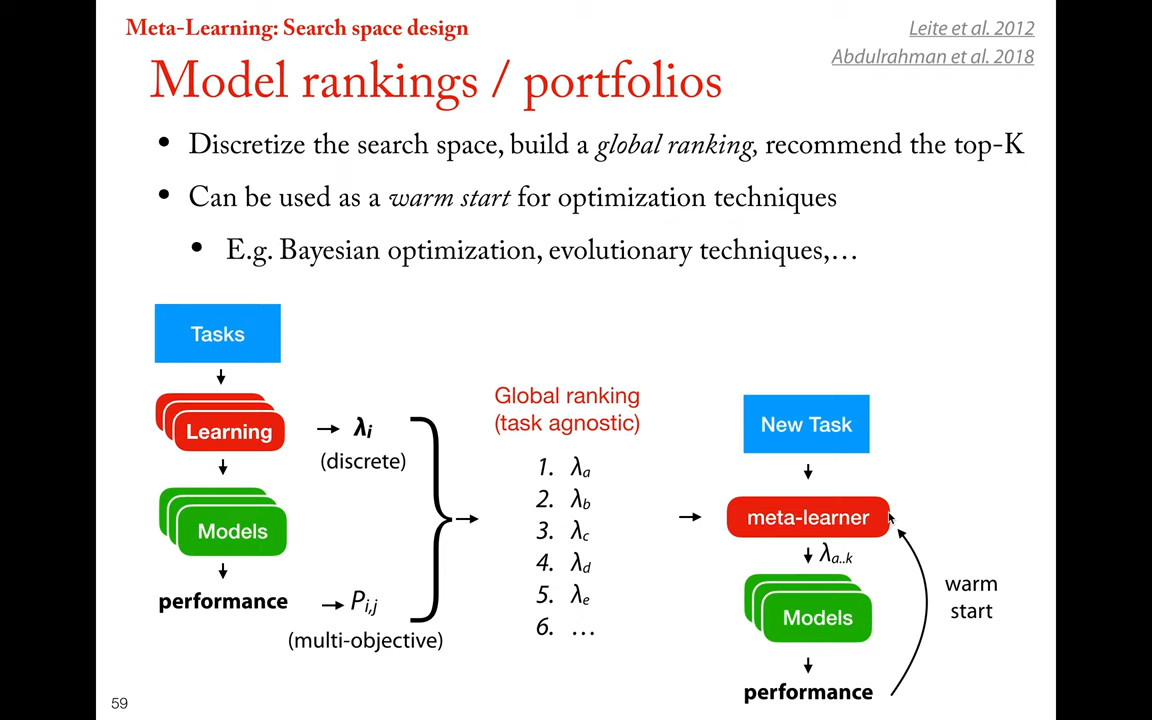 Meta-Learning: Search space design
Leite et al. 2012
Abdulrahman et al. 2018
Model rankings / portfolios
• Discretize the search space, build a global ranking, recommend the top-K
• Can be used as a warm start for optimization techniques
• E.g. Bayesian optimization, evolutionary techniques,…
Tasks
Learning
λi
(discrete)
Models
performance
Pi,j
(multi-objective)
Global ranking
(task agnostic)
1. λa
2. λb
3. λc
4. λd
5. λe
6. …
New Task
meta-learner
λa..k
Models
performance
warm
start
59